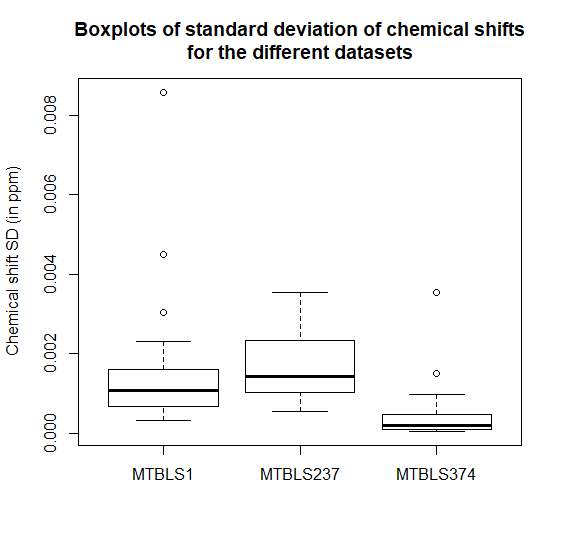 Boxplots of standard deviation of chemical shifts
for the different datasets
Chemical shift SD (in ppm)
0.008
0.006
0.004
0.002
0.000
MTBLS1 MTBLS237 MTBLS374